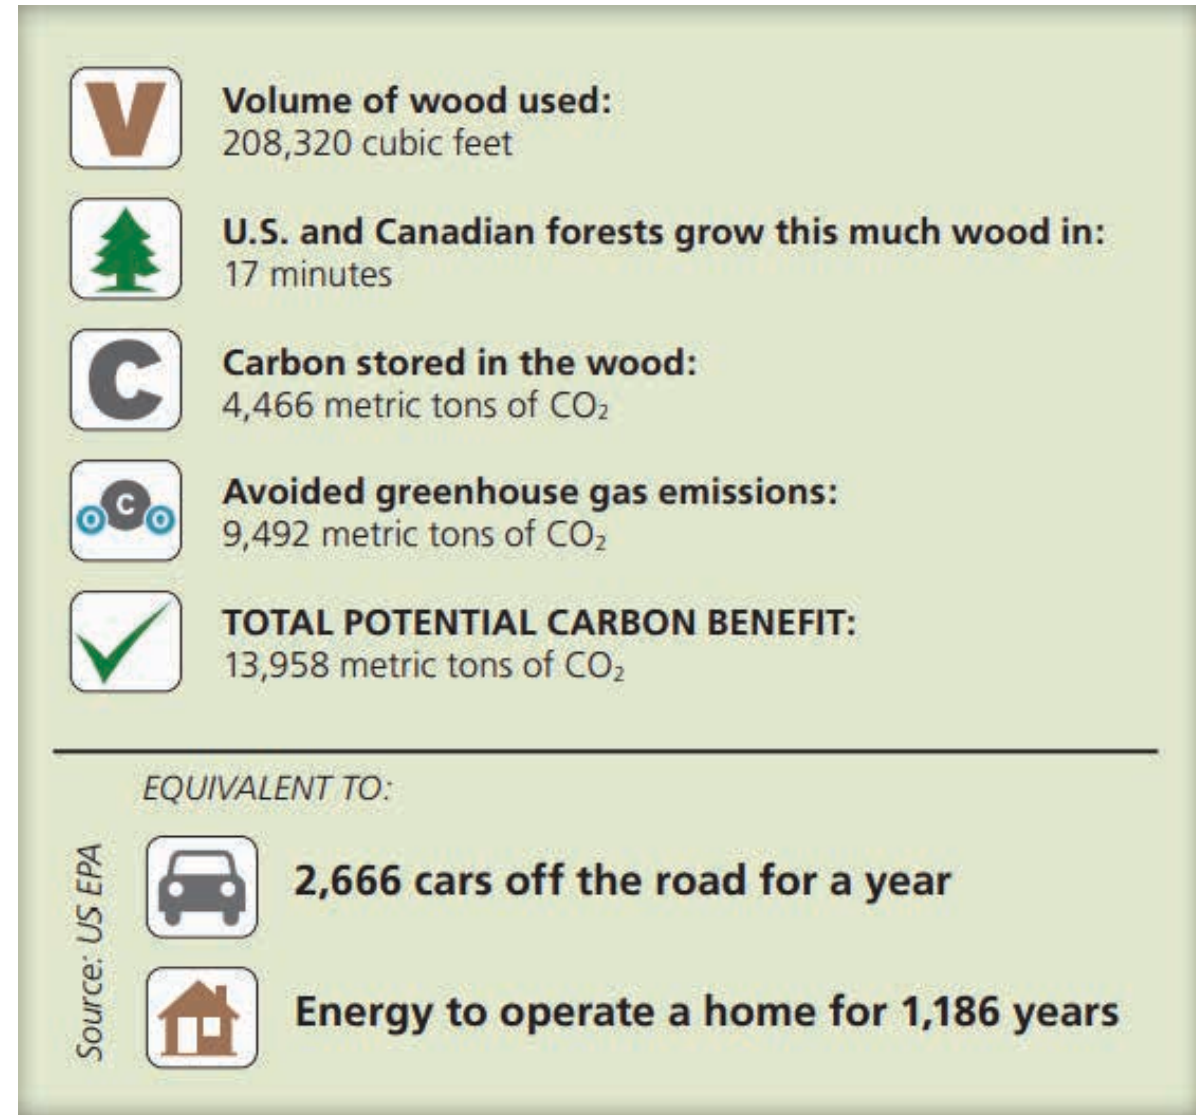 V
Volume of wood used:
208,320 cubic feet
U.S. and Canadian forests grow this much wood in:
17 minutes
C
Carbon stored in the wood:
4,466 metric tons of CO₂
O C O
Avoided greenhouse gas emissions:
9,492 metric tons of CO₂
TOTAL POTENTIAL CARBON BENEFIT:
13,958 metric tons of CO₂
EQUIVALENT TO:
Source: US EPA
2,666 cars off the road for a year
Energy to operate a home for 1,186 years